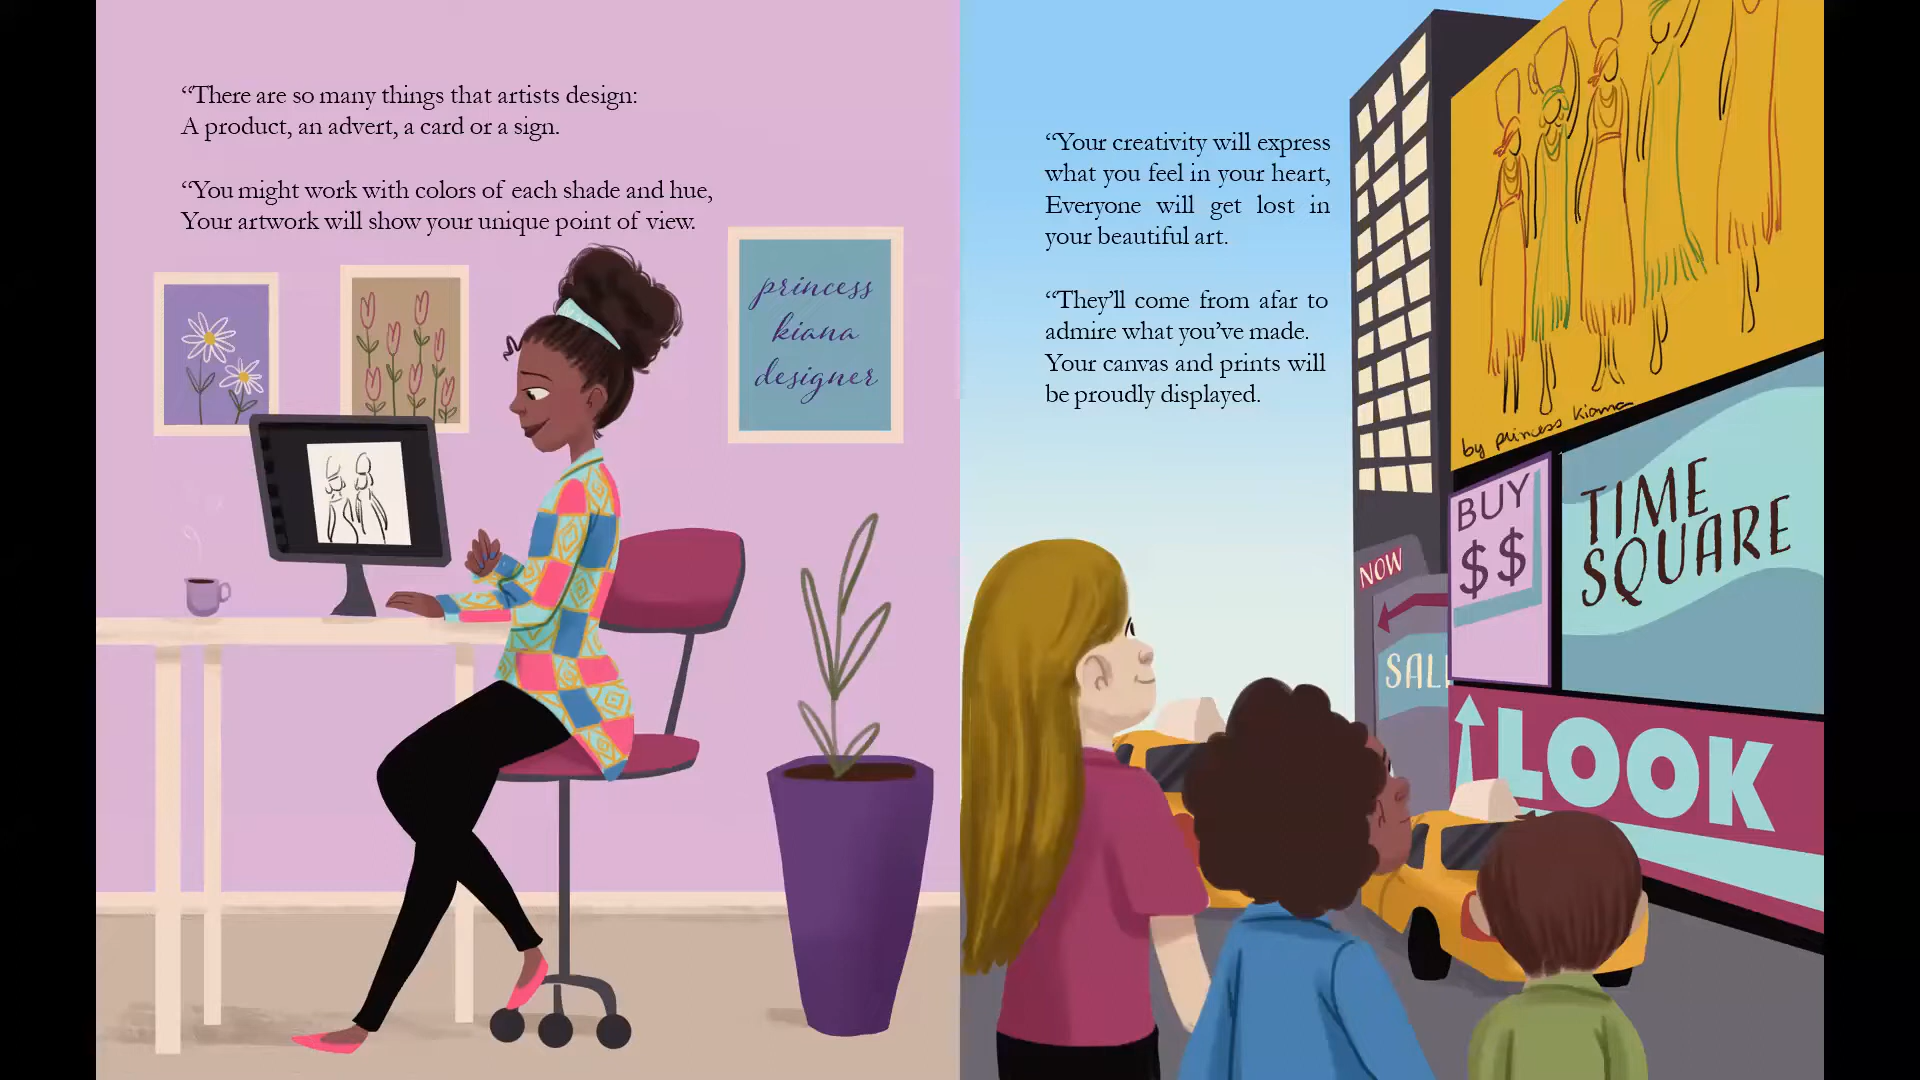 “There are so many things that artists design:
A product, an advert, a card or a sign.
“You might work with colors of each shade and hue,
Your artwork will show your unique point of view.
princess
kiana
designer
“Your creativity will express
what you feel in your heart,
Everyone will get lost in
your beautiful art.
“They’ll come from afar to
admire what you’ve made.
Your canvas and prints will
be proudly displayed.
by princess kiana
BUY
$$
TIME
SQUARE
NOW
SALE
LOOK